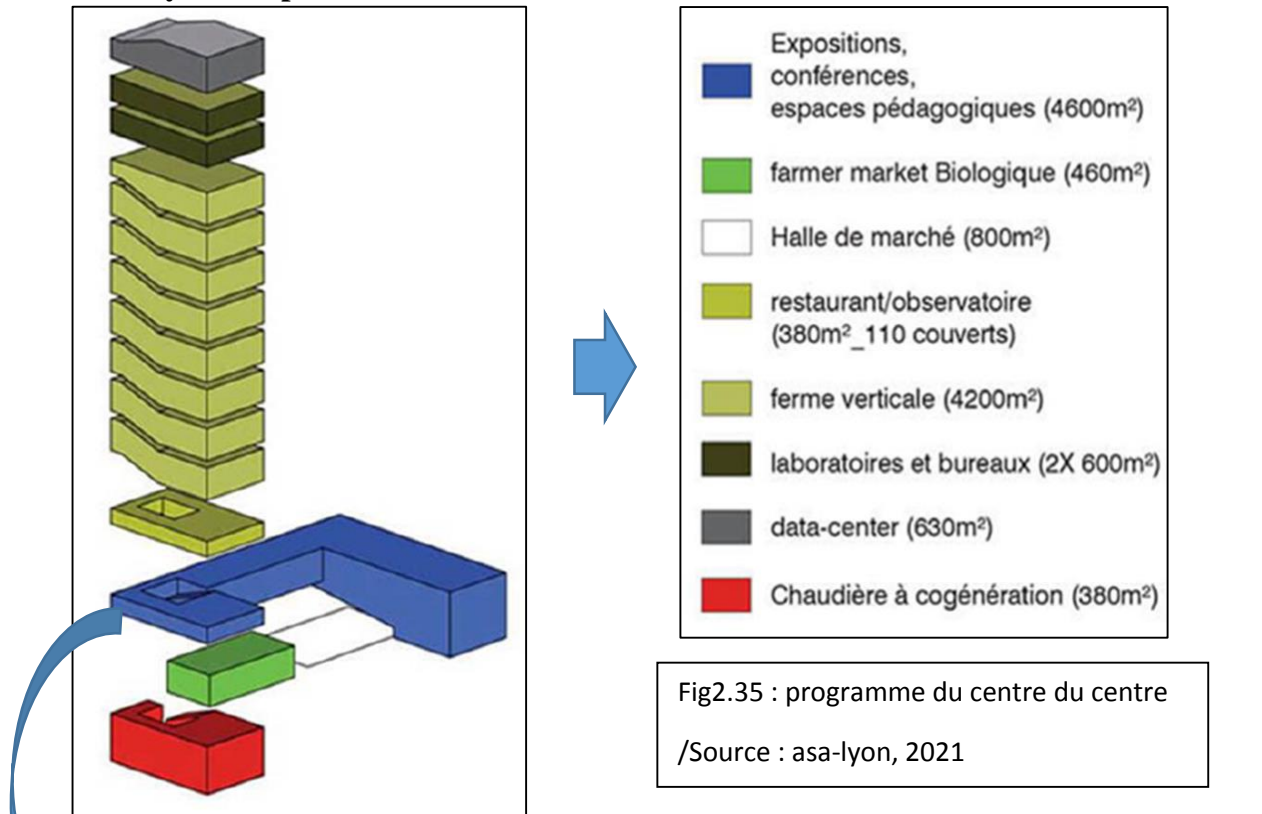 Expositions,
conférences,
espaces pédagogiques (4600m²)
farmer market Biologique (460m²)
Halle de marché (800m²)
restaurant/observatoire
(380m²_110 couverts)
ferme verticale (4200m²)
laboratoires et bureaux (2X 600m²)
data-center (630m²)
Chaudière à cogénération (380m²)
Fig2.35 : programme du centre du centre
/Source : asa-lyon, 2021